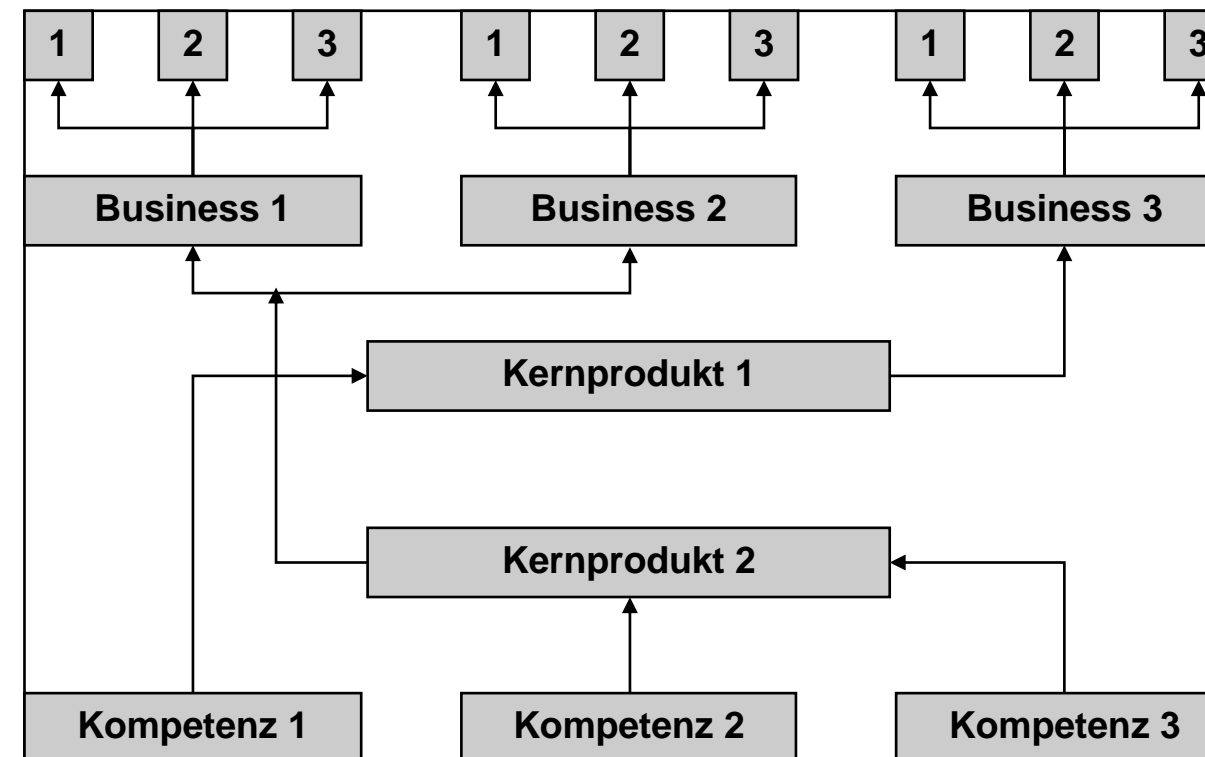 1 2 3 1 2 3 1 2 3
Business 1 Business 2 Business 3
Kernprodukt 1
Kernprodukt 2
Kompetenz 1 Kompetenz 2 Kompetenz 3